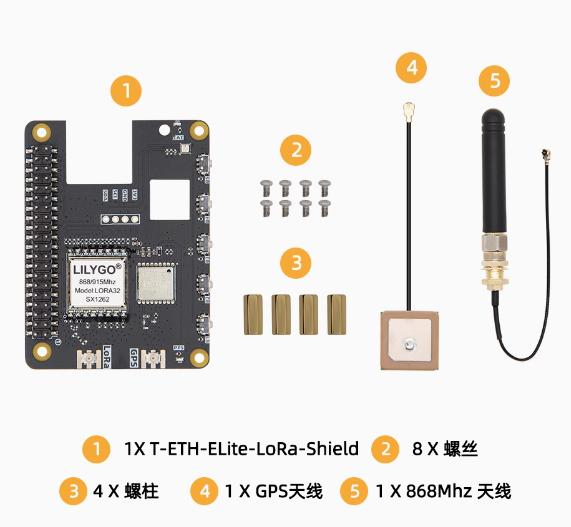 1
4
5
2
3
LILYGO®
868/915Mhz
Model:LORA32
SX1262
LoRa
GPS
PPS
1 1X T-ETH-ELite-LoRa-Shield 2 8 X 螺丝
3 4 X 螺柱 4 1 X GPS天线 5 1 X 868Mhz 天线